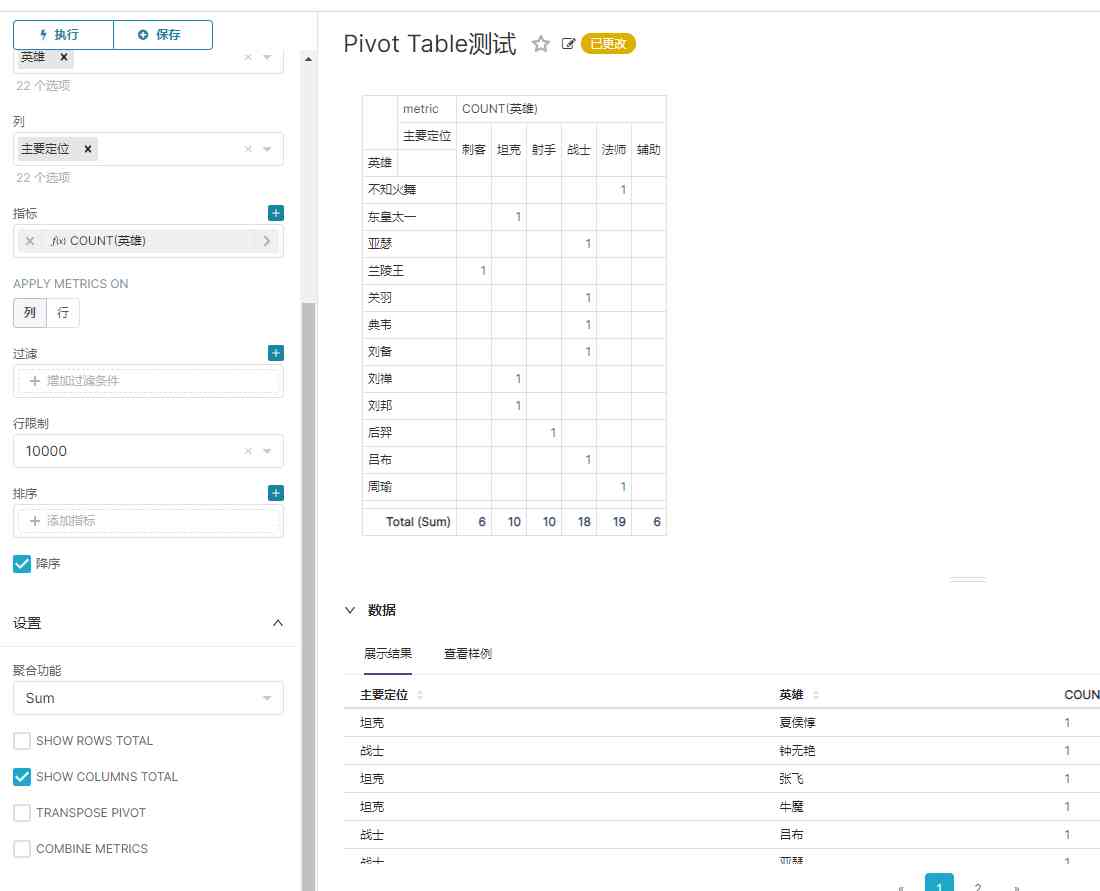 执行 保存
英雄 ×
22 个选项
列
主要定位 ×
22 个选项
指标
f(x) COUNT(英雄)
APPLY METRICS ON
列 行
过滤
+ 增加过滤条件
行限制
10000
排序
+ 添加指标
降序
设置
聚合功能
Sum
SHOW ROWS TOTAL
SHOW COLUMNS TOTAL
TRANSPOSE PIVOT
COMBINE METRICS
Pivot Table测试 已更改
metric COUNT(英雄)
主要定位 刺客 坦克 射手 战士 法师 辅助
英雄
不知火舞 1
东皇太一 1
亚瑟 1
兰陵王 1
关羽 1
典韦 1
刘备 1
刘禅 1
刘邦 1
后羿 1
吕布 1
周瑜 1
Total (Sum) 6 10 10 18 19 6
数据
展示结果 查看样例
主要定位 英雄 COUN
坦克 夏侯惇 1
战士 钟无艳 1
坦克 张飞 1
坦克 牛魔 1
战士 吕布 1
战士 亚瑟 1
« 1 2 »